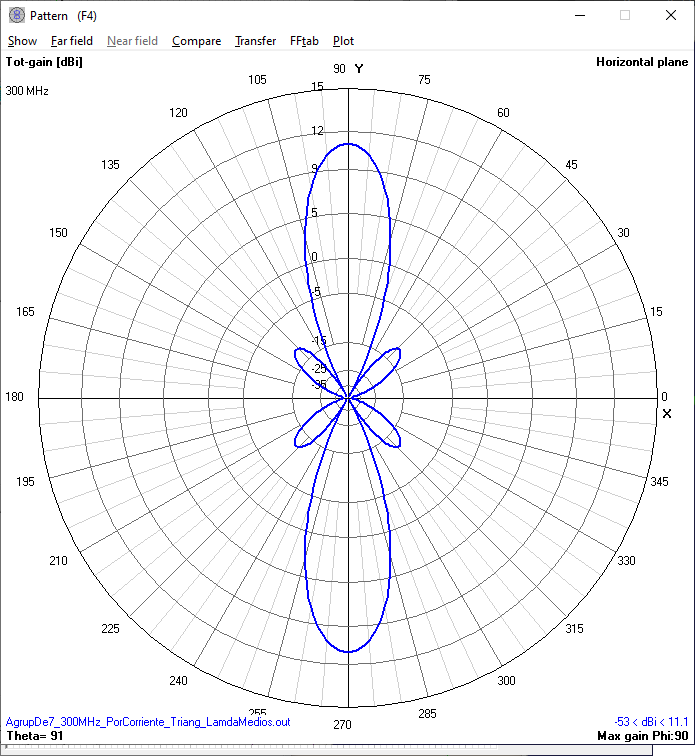 Pattern (F4)
Show Far field Near field Compare Transfer FFtab Plot
Tot-gain [dBi]
Horizontal plane
300 MHz
90 Y
105
75
120
60
135
45
150
30
165
15
180
0
X
195
345
210
330
225
315
240
300
255
285
270
15
12
9
5
0
-5
-15
-25
-35
AgrupDe7_300MHz_PorCorriente_Triang_LamdaMedios.out
-53 < dBi < 11.1
Theta= 91
Max gain Phi:90